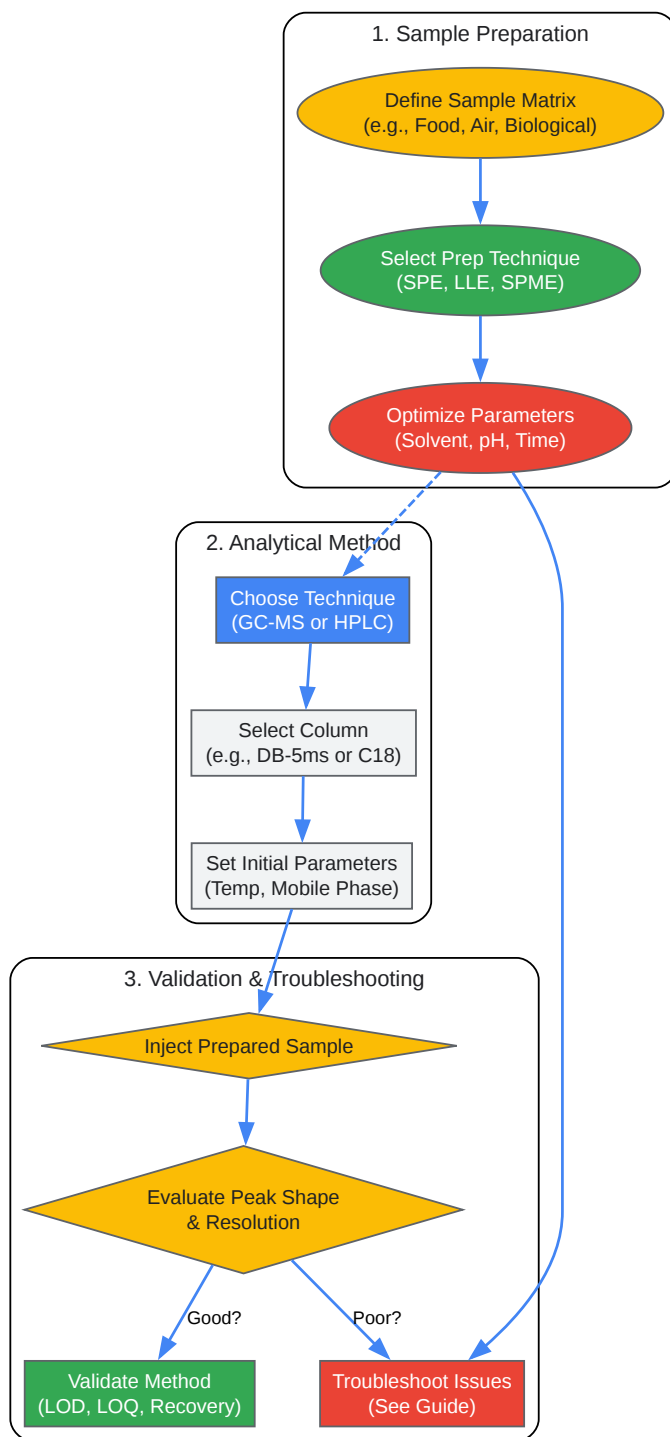 1. Sample Preparation
Define Sample Matrix
(e.g., Food, Air, Biological)
Select Prep Technique
(SPE, LLE, SPME)
Optimize Parameters
(Solvent, pH, Time)
2. Analytical Method
Choose Technique
(GC-MS or HPLC)
Select Column
(e.g., DB-5ms or C18)
Set Initial Parameters
(Temp, Mobile Phase)
3. Validation & Troubleshooting
Inject Prepared Sample
Evaluate Peak Shape
& Resolution
Good?
Poor?
Validate Method
(LOD, LOQ, Recovery)
Troubleshoot Issues
(See Guide)